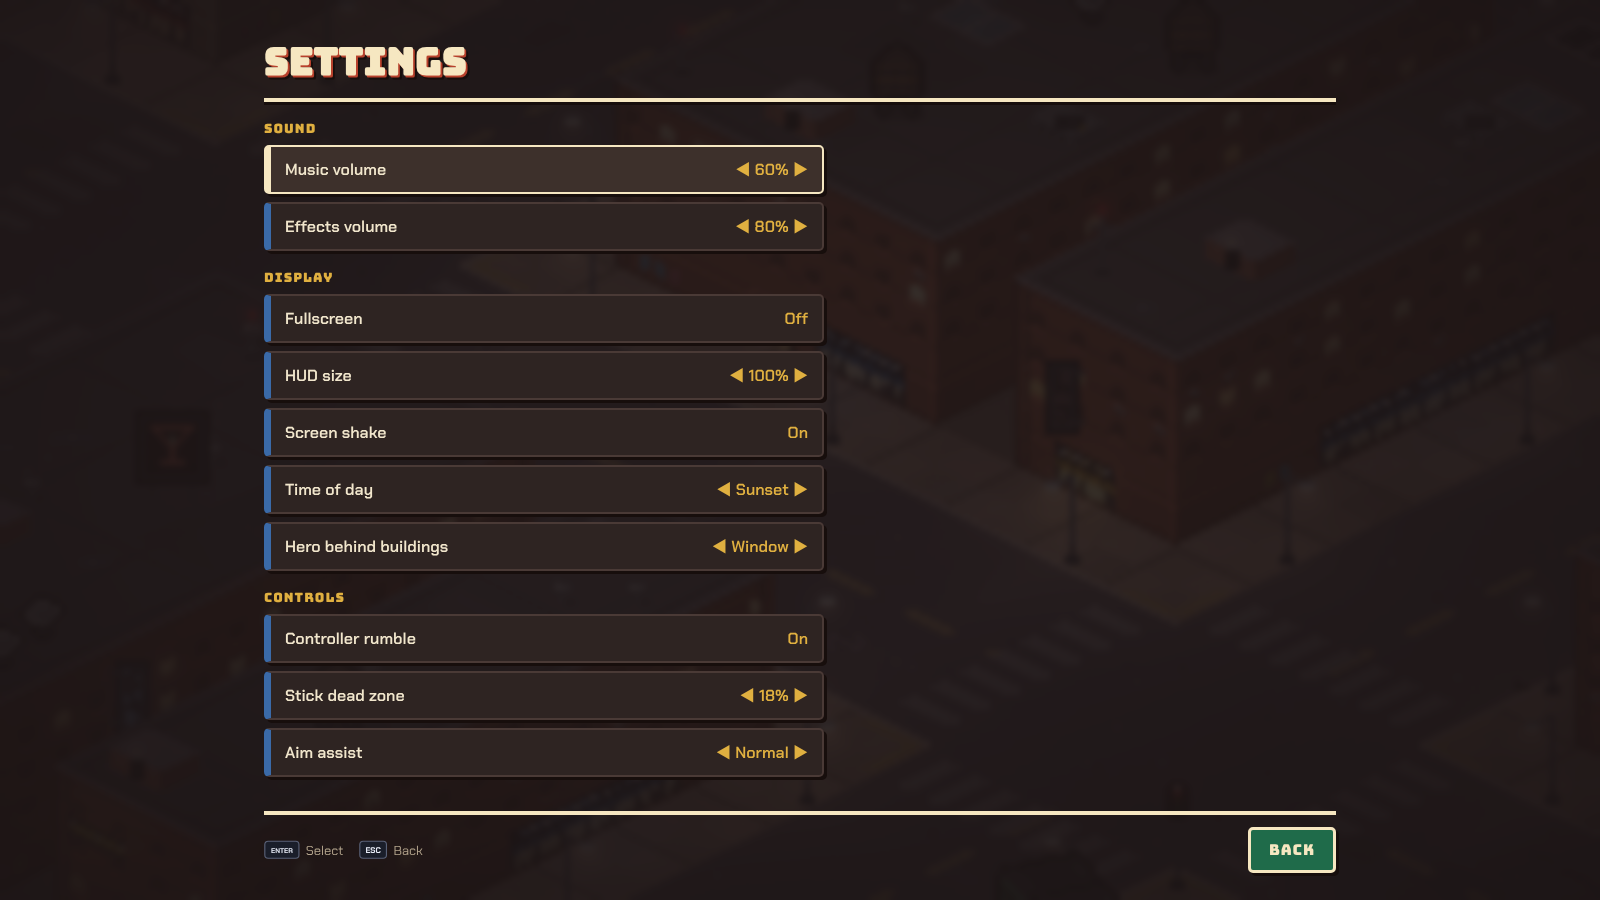 SETTINGS
SOUND
Music volume ◀ 60% ▶
Effects volume ◀ 80% ▶
DISPLAY
Fullscreen Off
HUD size ◀ 100% ▶
Screen shake On
Time of day ◀ Sunset ▶
Hero behind buildings ◀ Window ▶
CONTROLS
Controller rumble On
Stick dead zone ◀ 18% ▶
Aim assist ◀ Normal ▶
ENTER Select ESC Back BACK